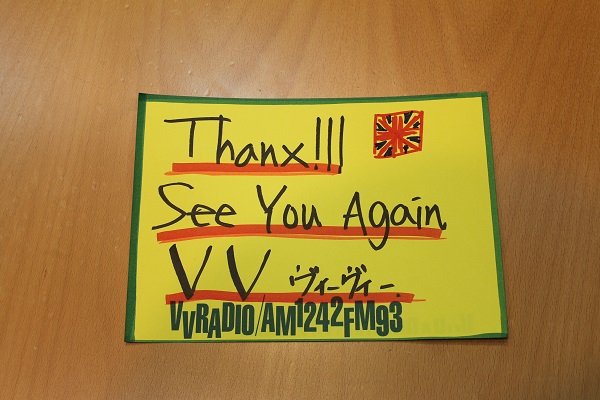 Thanx!!!
See You Again
VV ヴィーヴィー.
VVRADIO/AM1242FM93